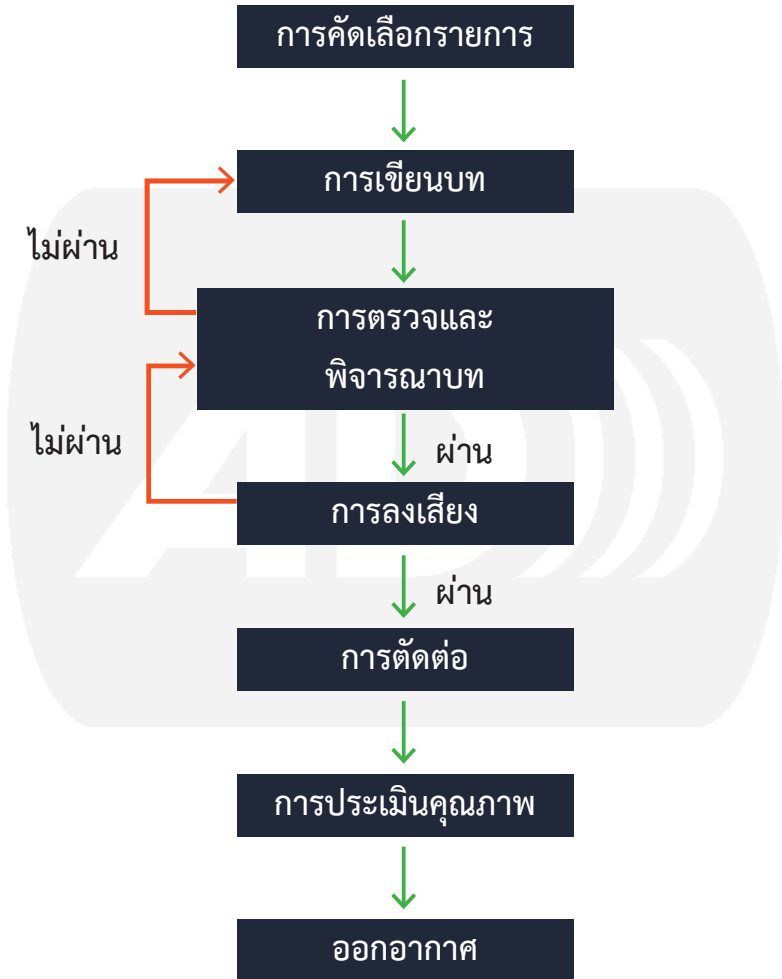 การคัดเลือกรายการ
การเขียนบท
ไม่ผ่าน
การตรวจและ
พิจารณาบท
ไม่ผ่าน
ผ่าน
การลงเสียง
ผ่าน
การตัดต่อ
การประเมินคุณภาพ
ออกอากาศ
AD